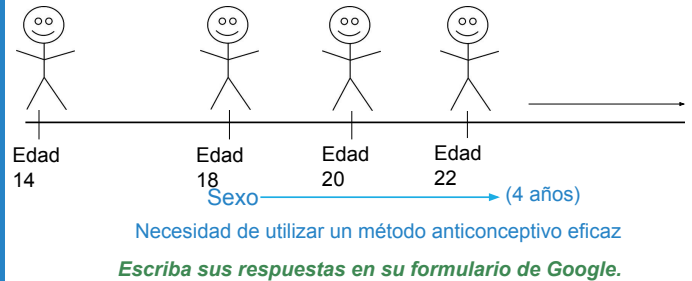 Edad Edad Edad Edad
14 18 20 22
Sexo (4 años)
Necesidad de utilizar un método anticonceptivo eficaz
Escriba sus respuestas en su formulario de Google.